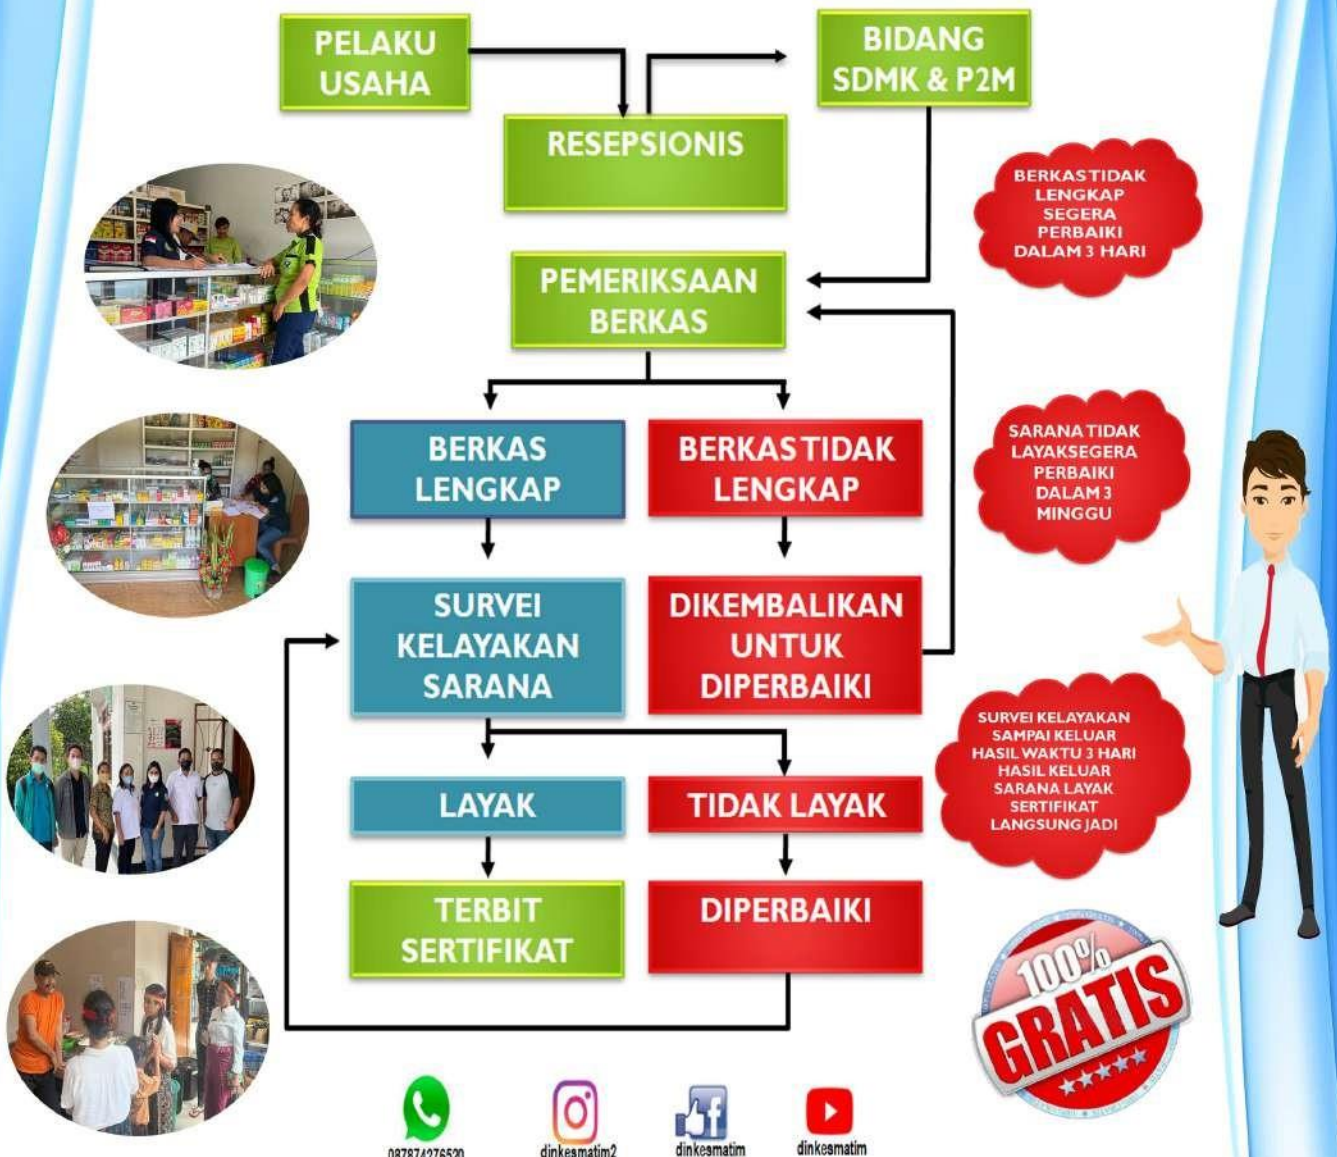 PELAKU
USAHA
BIDANG
SDMK & P2M
RESEPSIONIS
BERKAS TIDAK
LENGKAP
SEGERA
PERBAIKI
DALAM 3 HARI
PEMERIKSAAN
BERKAS
BERKAS
LENGKAP
BERKAS TIDAK
LENGKAP
SARANA TIDAK
LAYAKSEGERA
PERBAIKI
DALAM 3
MINGGU
SURVEI
KELAYAKAN
SARANA
DIKEMBALIKAN
UNTUK
DIPERBAIKI
SURVEI KELAYAKAN
SAMPAI KELUAR
HASIL WAKTU 3 HARI
HASIL KELUAR
SARANA LAYAK
SERTIFIKAT
LANGSUNG JADI
LAYAK
TIDAK LAYAK
TERBIT
SERTIFIKAT
DIPERBAIKI
100%
GRATIS
087874276520
dinkesmatim2
dinkesmatim
dinkesmatim